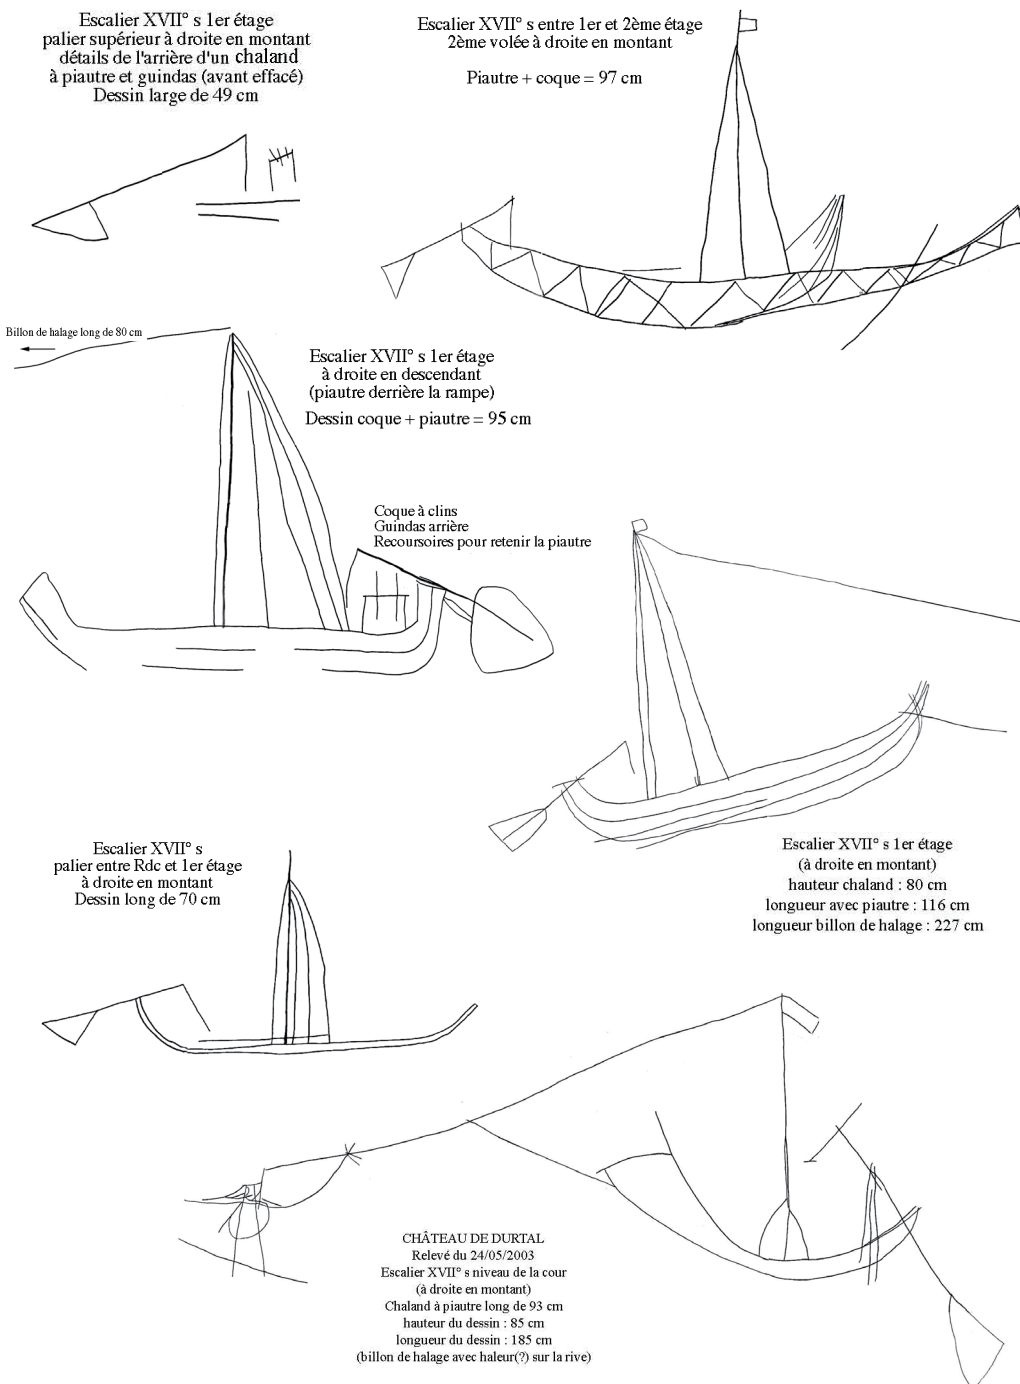 Escalier XVII° s 1er étage
palier supérieur à droite en montant
détails de l'arrière d'un chaland
à piautre et guindas (avant effacé)
Dessin large de 49 cm
Escalier XVII° s entre 1er et 2ème étage
2ème volée à droite en montant
Piautre + coque = 97 cm
Billon de halage long de 80 cm
Escalier XVII° s 1er étage
à droite en descendant
(piautre derrière la rampe)
Dessin coque + piautre = 95 cm
Coque à clins
Guindas arrière
Recoursoires pour retenir la piautre
Escalier XVII° s 1er étage
(à droite en montant)
hauteur chaland : 80 cm
longueur avec piautre : 116 cm
longueur billon de halage : 227 cm
Escalier XVII° s
palier entre Rdc et 1er étage
à droite en montant
Dessin long de 70 cm
CHÂTEAU DE DURTAL
Relevé du 24/05/2003
Escalier XVII° s niveau de la cour
(à droite en montant)
Chaland à piautre long de 93 cm
hauteur du dessin : 85 cm
longueur du dessin : 185 cm
(billon de halage avec haleur(?) sur la rive)